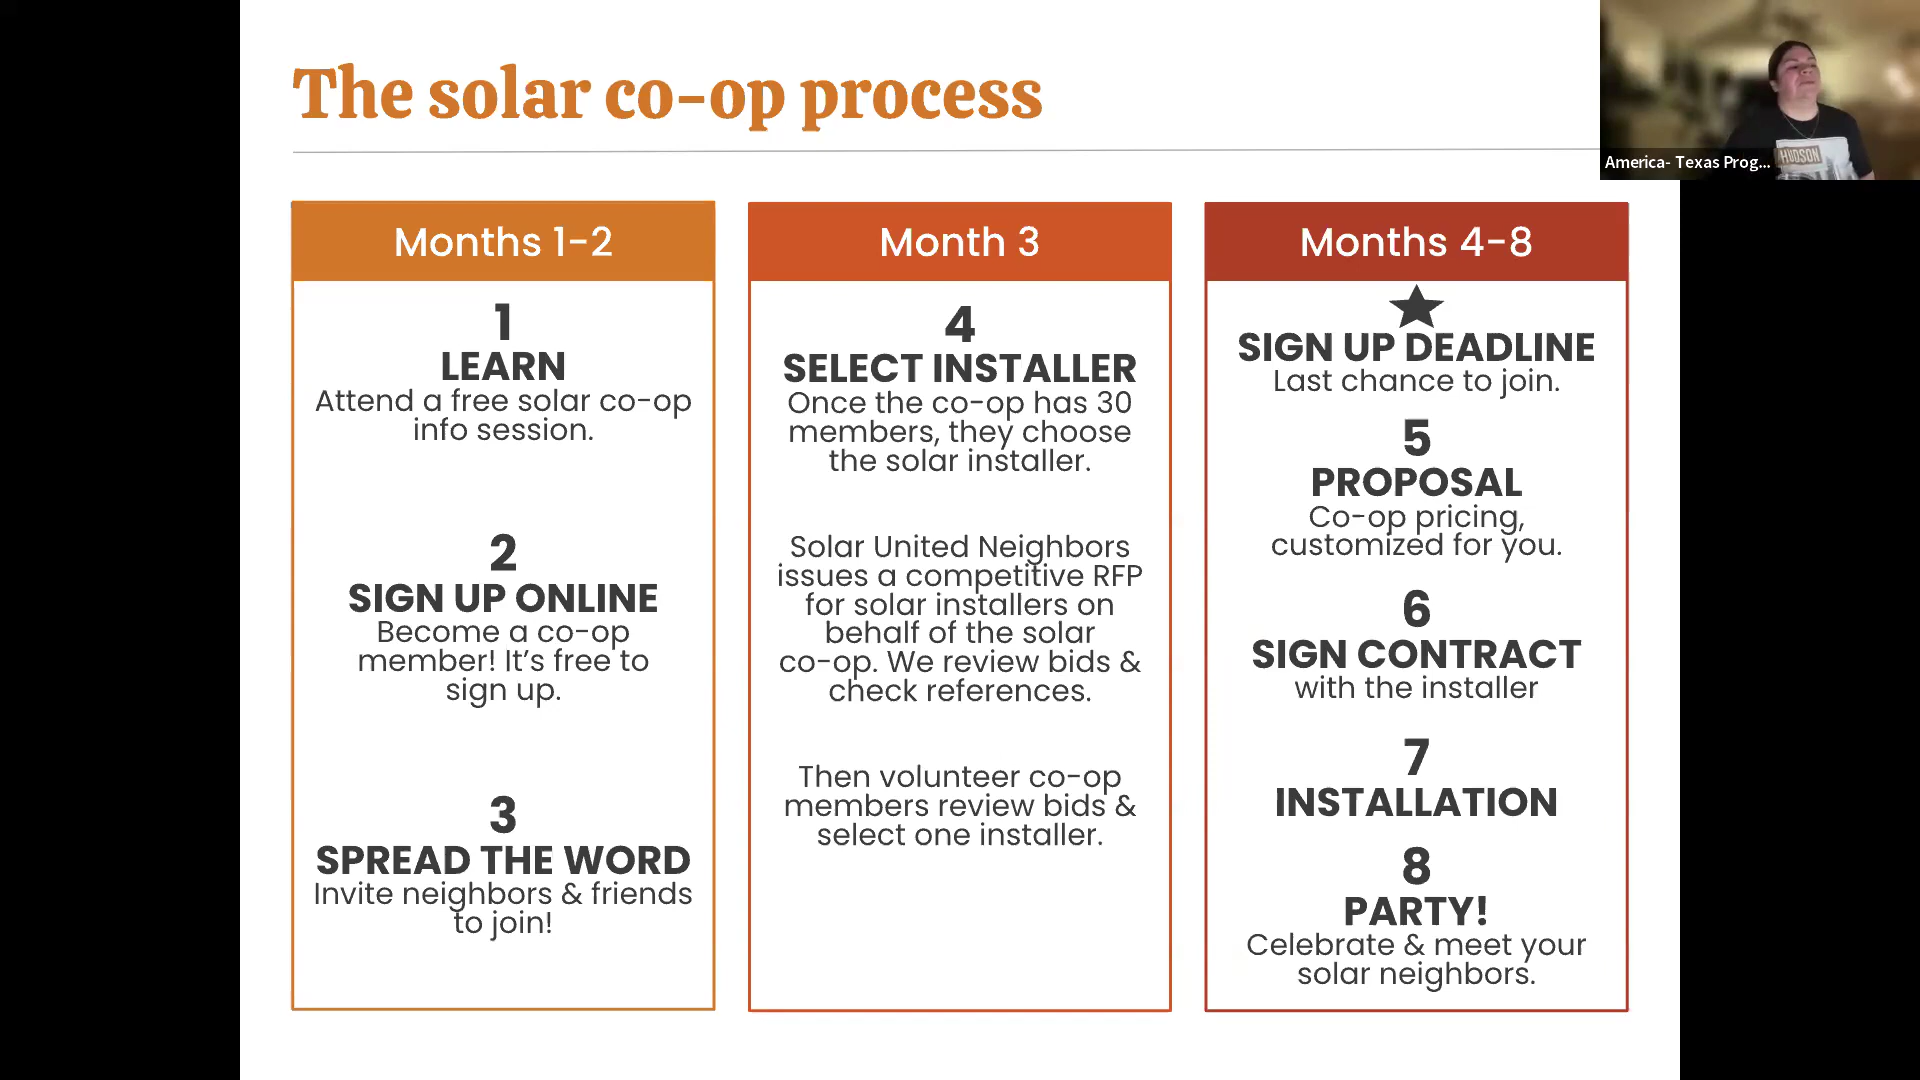 The solar co-op process
America- Texas Prog...
HUDSON
Months 1-2
1
LEARN
Attend a free solar co-op
info session.
2
SIGN UP ONLINE
Become a co-op
member! It’s free to
sign up.
3
SPREAD THE WORD
Invite neighbors & friends
to join!
Month 3
4
SELECT INSTALLER
Once the co-op has 30
members, they choose
the solar installer.
Solar United Neighbors
issues a competitive RFP
for solar installers on
behalf of the solar
co-op. We review bids &
check references.
Then volunteer co-op
members review bids &
select one installer.
Months 4-8
SIGN UP DEADLINE
Last chance to join.
5
PROPOSAL
Co-op pricing,
customized for you.
6
SIGN CONTRACT
with the installer
7
INSTALLATION
8
PARTY!
Celebrate & meet your
solar neighbors.